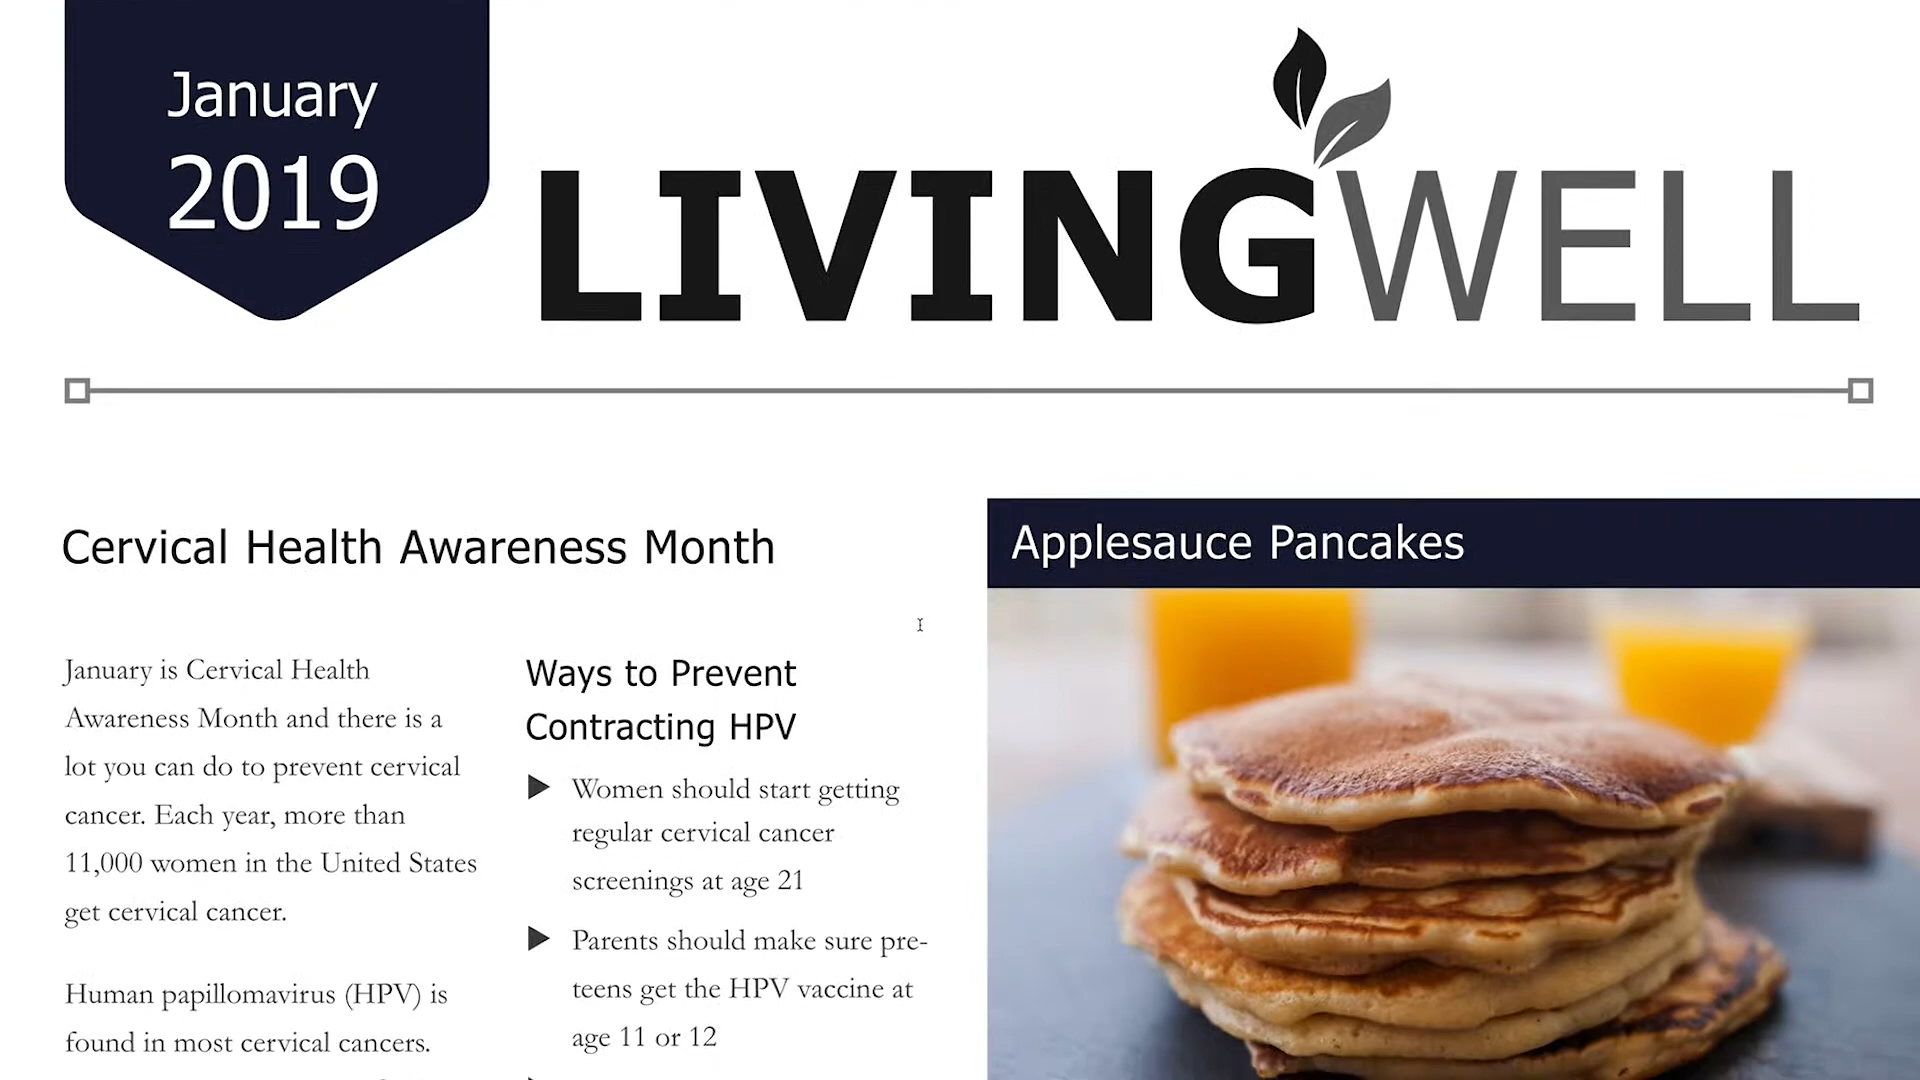 January
2019
LIVINGWELL
Cervical Health Awareness Month
January is Cervical Health
Awareness Month and there is a
lot you can do to prevent cervical
cancer. Each year, more than
11,000 women in the United States
get cervical cancer.
Human papillomavirus (HPV) is
found in most cervical cancers.
Ways to Prevent
Contracting HPV
Women should start getting
regular cervical cancer
screenings at age 21
Parents should make sure pre-
teens get the HPV vaccine at
age 11 or 12
Applesauce Pancakes